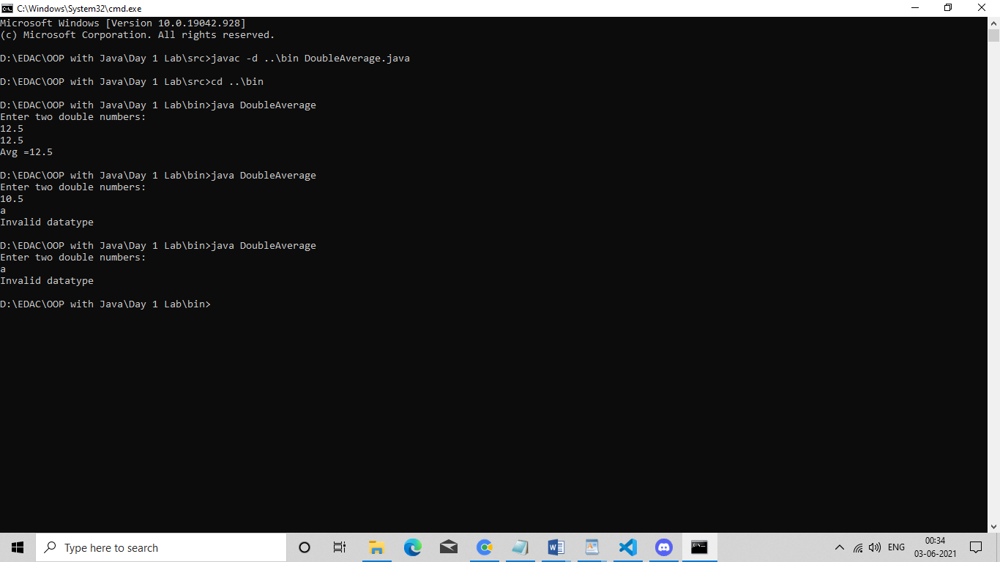 C:\Windows\System32\cmd.exe
Microsoft Windows [Version 10.0.19042.928]
(c) Microsoft Corporation. All rights reserved.
D:\EDAC\OOP with Java\Day 1 Lab\src>javac -d ..\bin DoubleAverage.java
D:\EDAC\OOP with Java\Day 1 Lab\src>cd ..\bin
D:\EDAC\OOP with Java\Day 1 Lab\bin>java DoubleAverage
Enter two double numbers:
12.5
12.5
Avg =12.5
D:\EDAC\OOP with Java\Day 1 Lab\bin>java DoubleAverage
Enter two double numbers:
10.5
a
Invalid datatype
D:\EDAC\OOP with Java\Day 1 Lab\bin>java DoubleAverage
Enter two double numbers:
a
Invalid datatype
D:\EDAC\OOP with Java\Day 1 Lab\bin>
Type here to search
ENG
00:34
03-06-2021